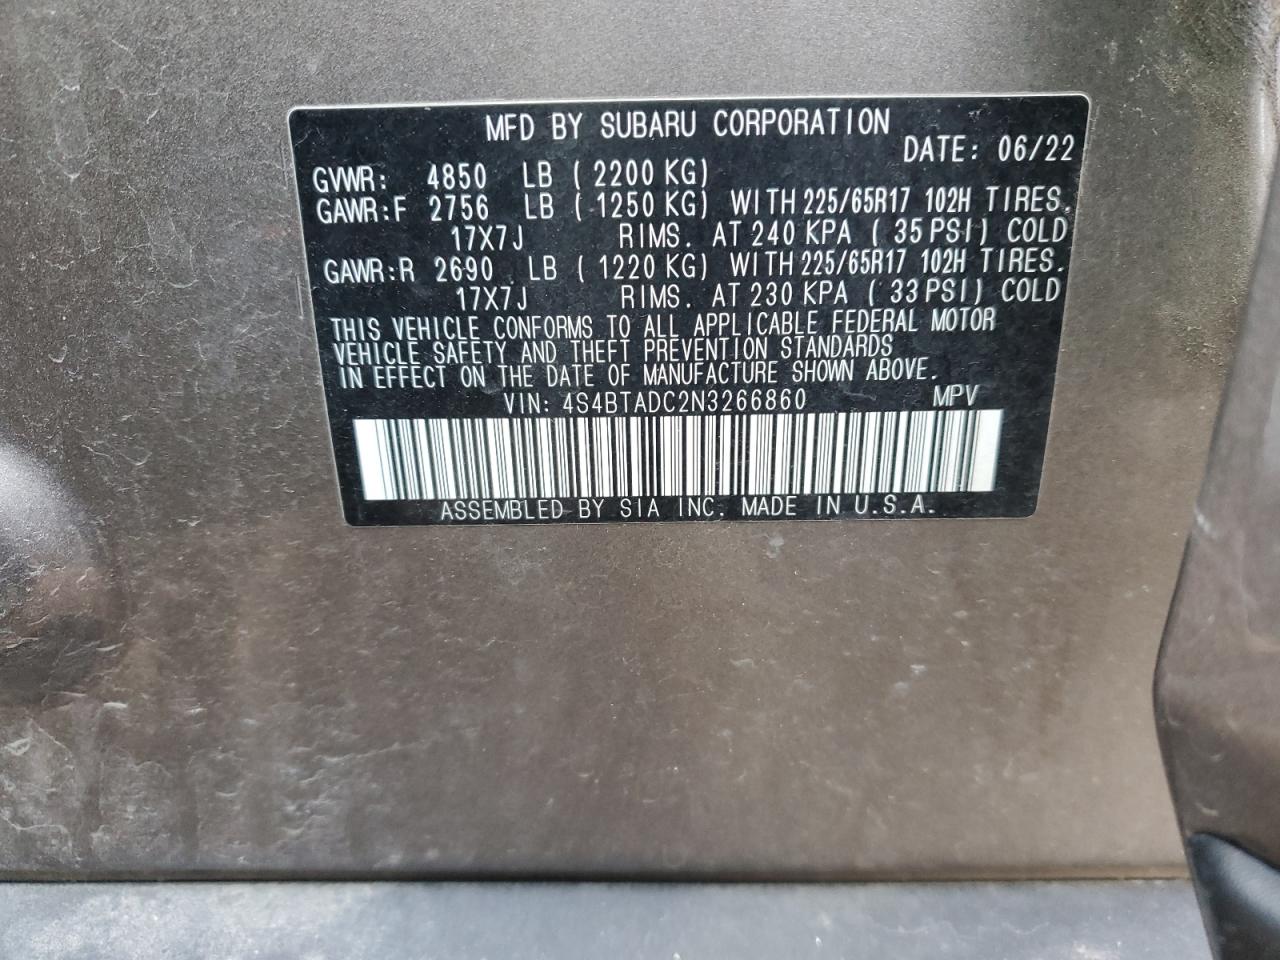 MFD BY SUBARU CORPORATION
DATE: 06/22
GVWR: 4850 LB ( 2200 KG)
GAWR:F 2756 LB ( 1250 KG) WITH 225/65R17 102H TIRES.
17X7J RIMS. AT 240 KPA ( 35 PSI) COLD
GAWR:R 2690 LB ( 1220 KG) WITH 225/65R17 102H TIRES.
17X7J RIMS. AT 230 KPA ( 33 PSI) COLD
THIS VEHICLE CONFORMS TO ALL APPLICABLE FEDERAL MOTOR
VEHICLE SAFETY AND THEFT PREVENTION STANDARDS
IN EFFECT ON THE DATE OF MANUFACTURE SHOWN ABOVE.
VIN: 4S4BTADC2N3266860 MPV
ASSEMBLED BY SIA INC. MADE IN U.S.A.